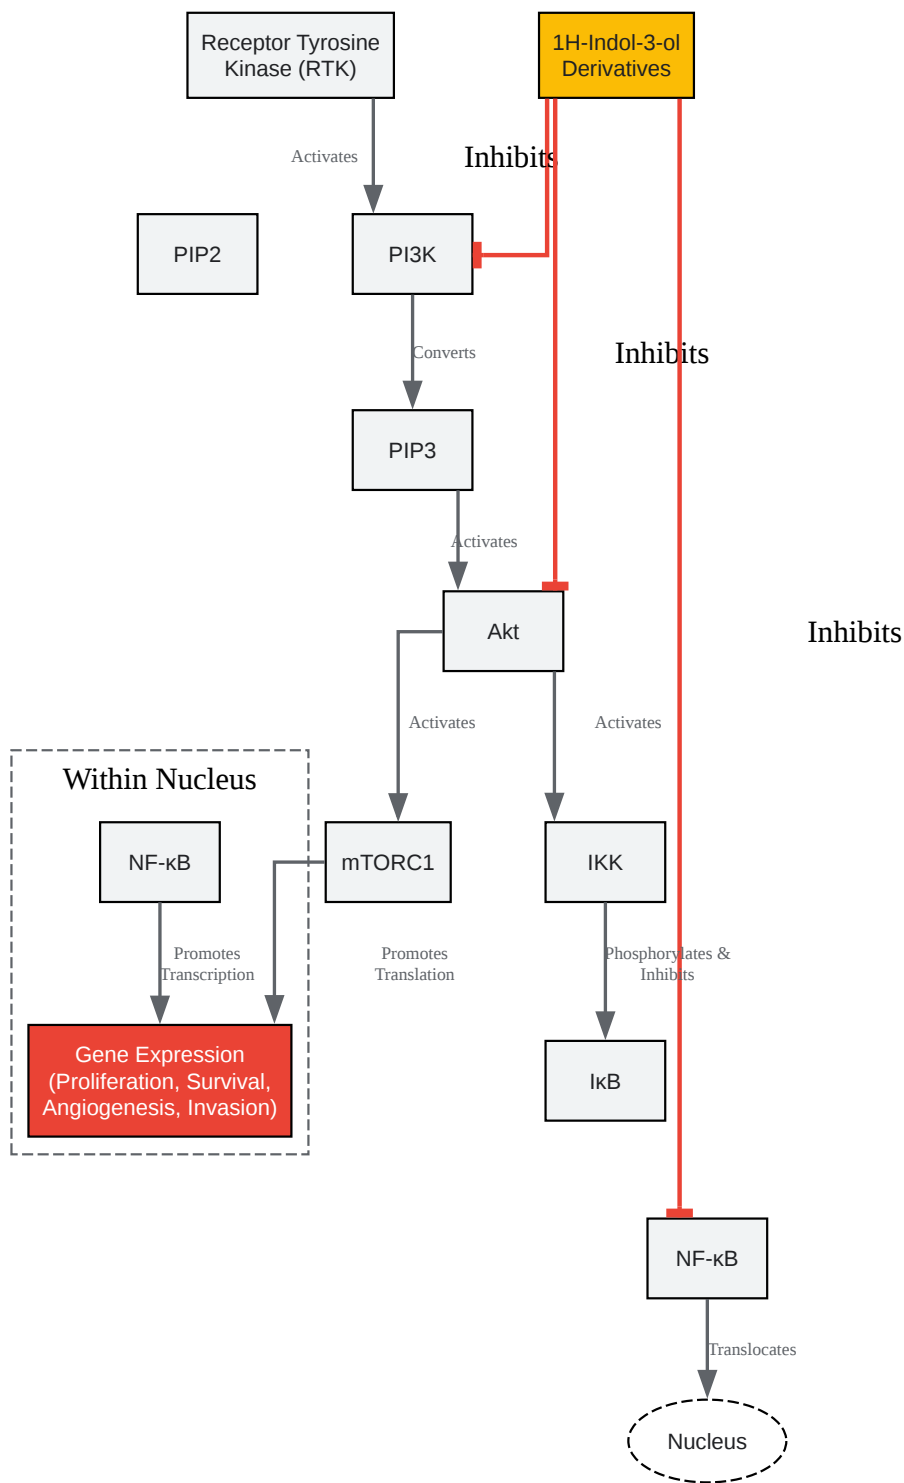 Receptor Tyrosine
Kinase (RTK)
1H-Indol-3-ol
Derivatives
Activates
Inhibits
PIP2
PI3K
Converts
Inhibits
PIP3
Activates
Akt
Inhibits
Activates
Activates
Within Nucleus
NF-κB
mTORC1
IKK
Promotes
Transcription
Promotes
Translation
Phosphorylates &
Inhibits
Gene Expression
(Proliferation, Survival,
Angiogenesis, Invasion)
IκB
NF-κB
Translocates
Nucleus